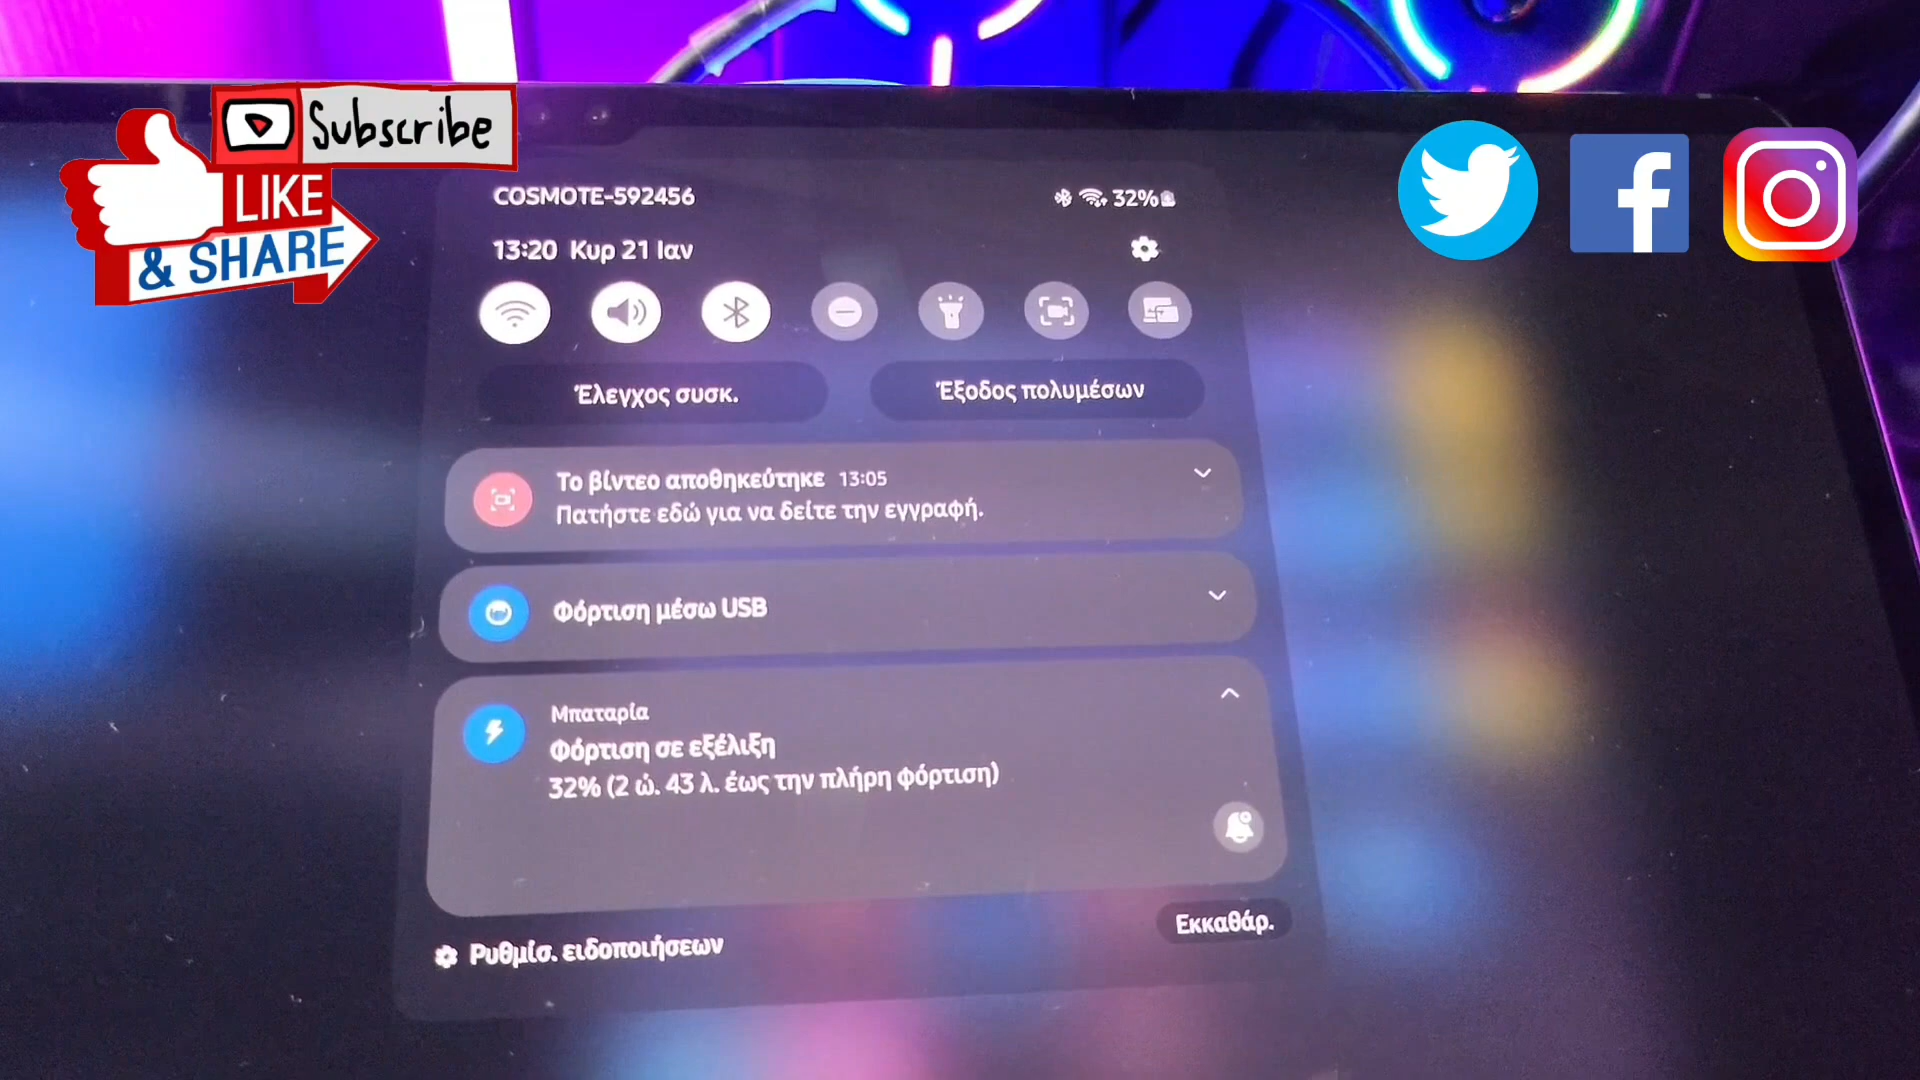 Subscribe
LIKE
& SHARE
COSMOTE-592456
32%
13:20 Κυρ 21 Ιαν
Έλεγχος συσκ.
Έξοδος πολυμέσων
Το βίντεο αποθηκεύτηκε 13:05
Πατήστε εδώ για να δείτε την εγγραφή.
Φόρτιση μέσω USB
Μπαταρία
Φόρτιση σε εξέλιξη
32% (2 ώ. 43 λ. έως την πλήρη φόρτιση)
Εκκαθάρ.
Ρυθμίσ. ειδοποιήσεων